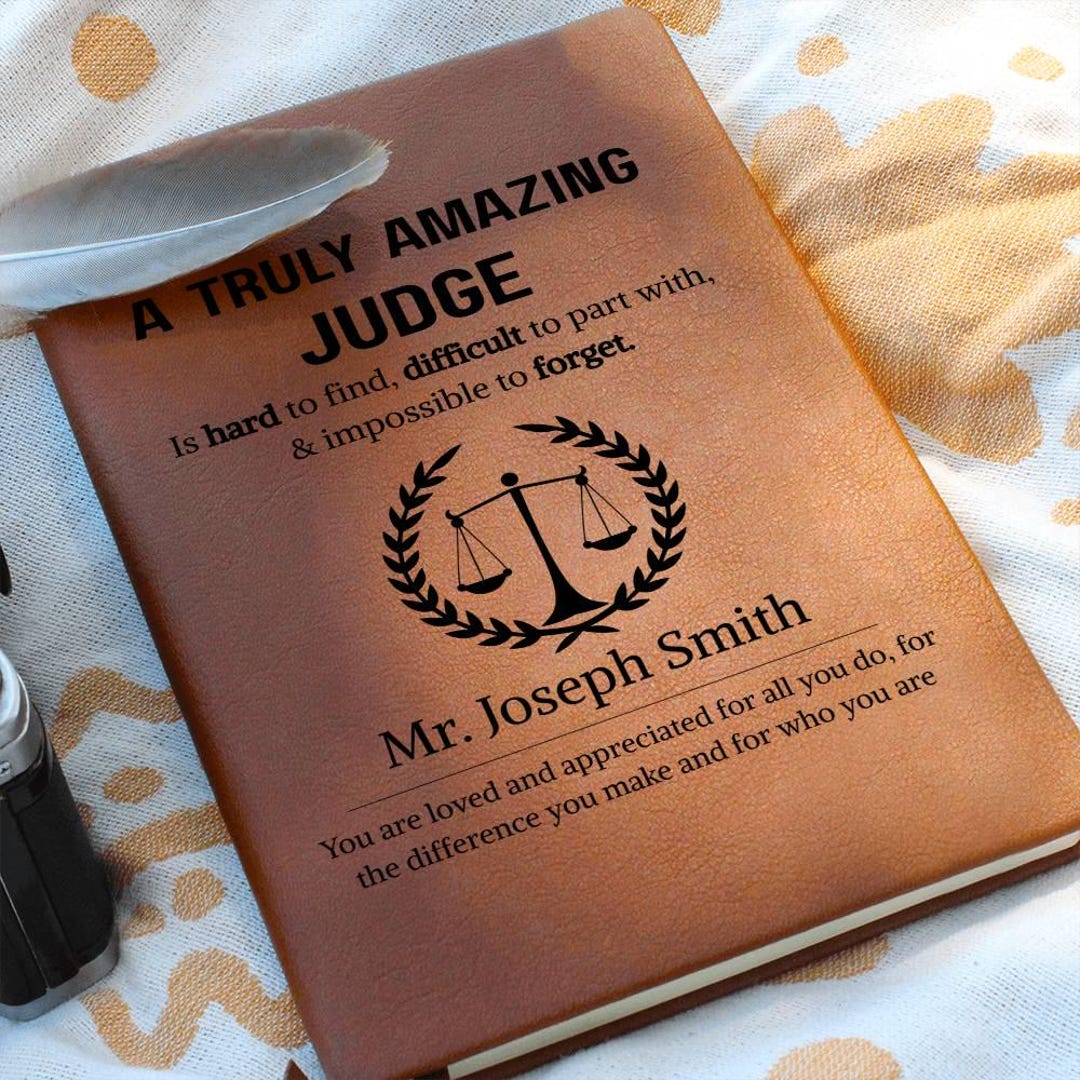 A TRULY AMAZING
JUDGE
Is hard to find, difficult to part with,
& impossible to forget.
Mr. Joseph Smith
You are loved and appreciated for all you do, for
the difference you make and for who you are